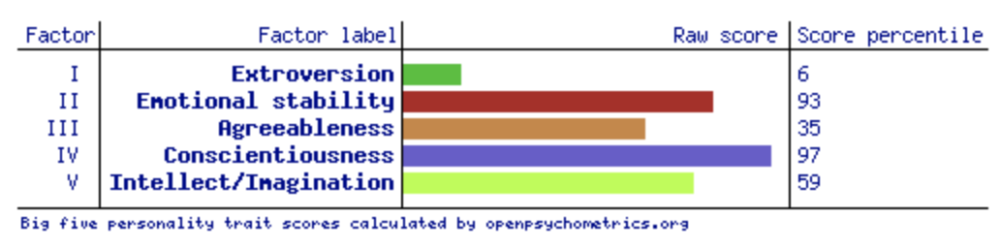 Factor Factor label Raw score Score percentile
I Extroversion 6
II Emotional stability 93
III Agreeableness 35
IV Conscientiousness 97
V Intellect/Imagination 59
Big five personality trait scores calculated by openpsychometrics.org